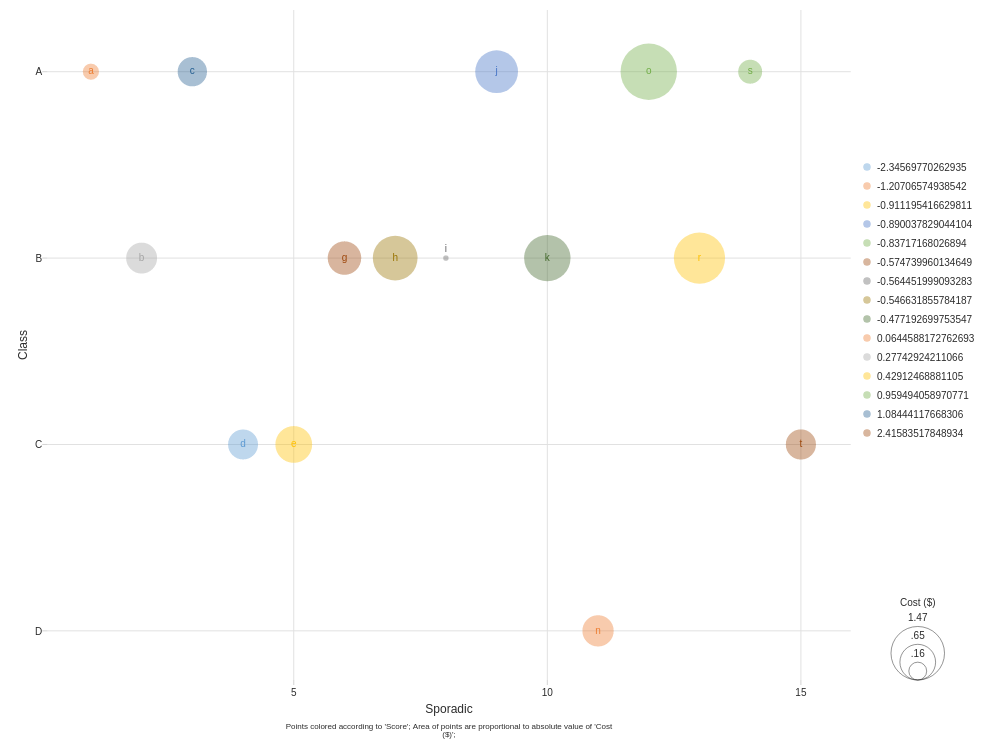 A
a
c
j
o
s
B
b
g
h
i
k
r
C
d
e
t
D
n
Class
5
10
15
Sporadic
Points colored according to 'Score'; Area of points are proportional to absolute value of 'Cost
($)';
-2.34569770262935
-1.20706574938542
-0.911195416629811
-0.890037829044104
-0.83717168026894
-0.574739960134649
-0.564451999093283
-0.546631855784187
-0.477192699753547
0.0644588172762693
0.27742924211066
0.42912468881105
0.959494058970771
1.08444117668306
2.41583517848934
Cost ($)
1.47
.65
.16